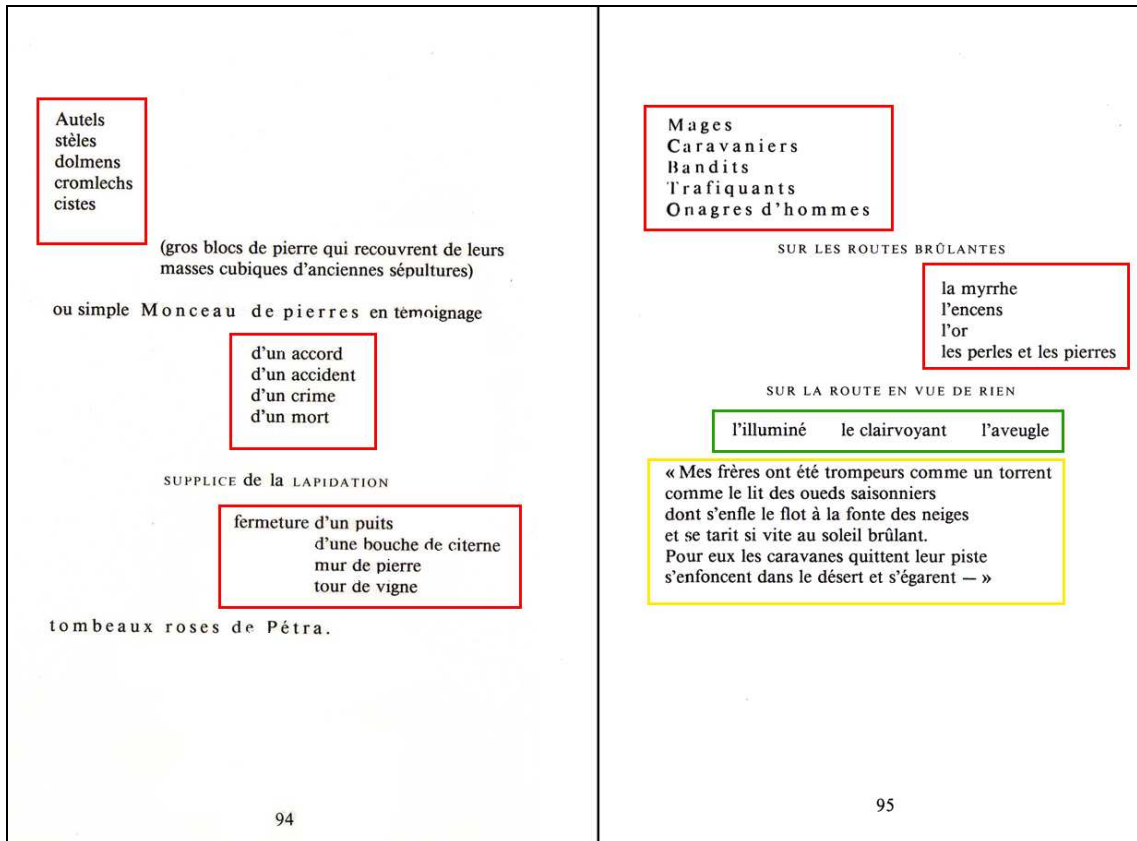 Autels
stèles
dolmens
cromlechs
cistes
(gros blocs de pierre qui recouvrent de leurs
masses cubiques d'anciennes sépultures)
ou simple Monceau de pierres en témoignage
d'un accord
d'un accident
d'un crime
d'un mort
SUPPLICE de la LAPIDATION
fermeture d'un puits
d'une bouche de citerne
mur de pierre
tour de vigne
tombeaux roses de Pétra.
94
Mages
Caravaniers
Bandits
Trafiquants
Onagres d'hommes
SUR LES ROUTES BRÛLANTES
la myrrhe
l'encens
l'or
les perles et les pierres
SUR LA ROUTE EN VUE DE RIEN
l'illuminé le clairvoyant l'aveugle
« Mes frères ont été trompeurs comme un torrent
comme le lit des oueds saisonniers
dont s'enfle le flot à la fonte des neiges
et se tarit si vite au soleil brûlant.
Pour eux les caravanes quittent leur piste
s'enfoncent dans le désert et s'égarent — »
95